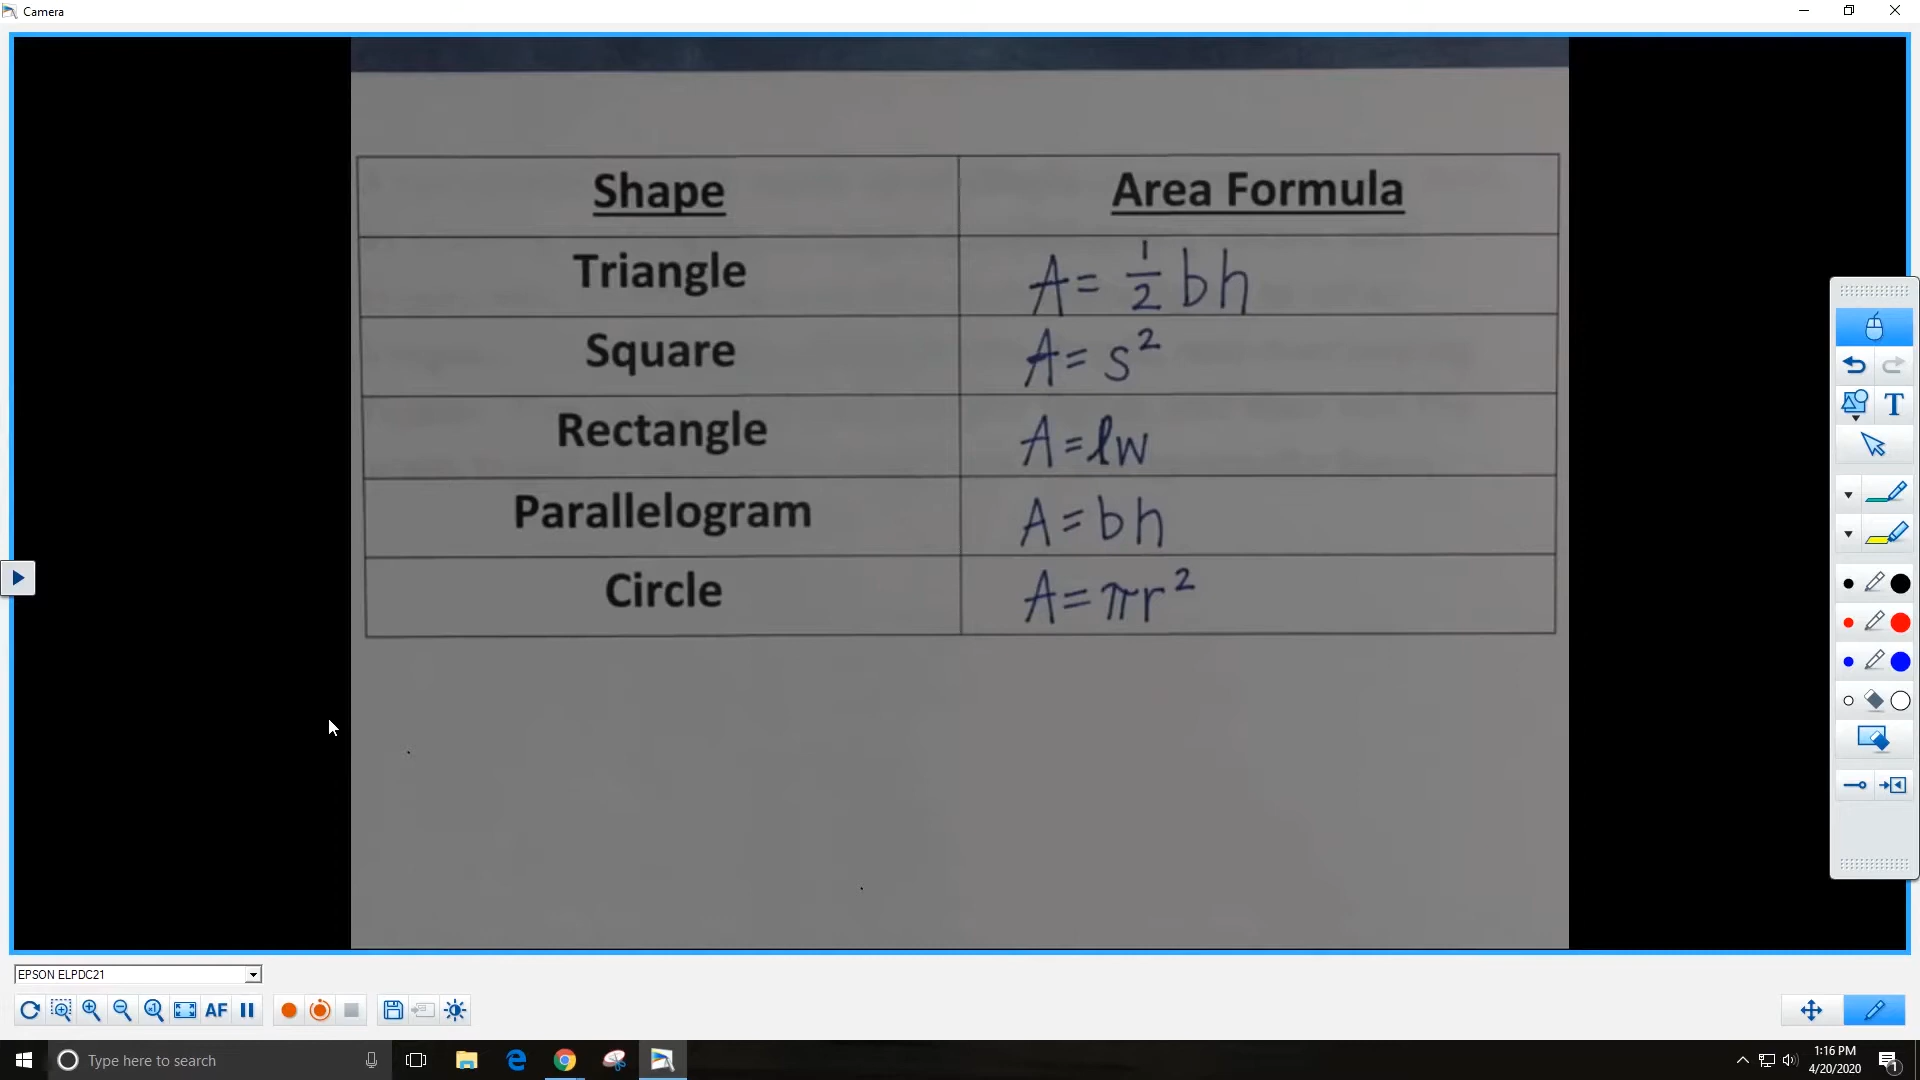 Camera
Shape Area Formula
Triangle A = 1/2 bh
Square A = s²
Rectangle A = lw
Parallelogram A = bh
Circle A = πr²
T
EPSON ELPDC21
AF
Type here to search
1:16 PM
4/20/2020
1